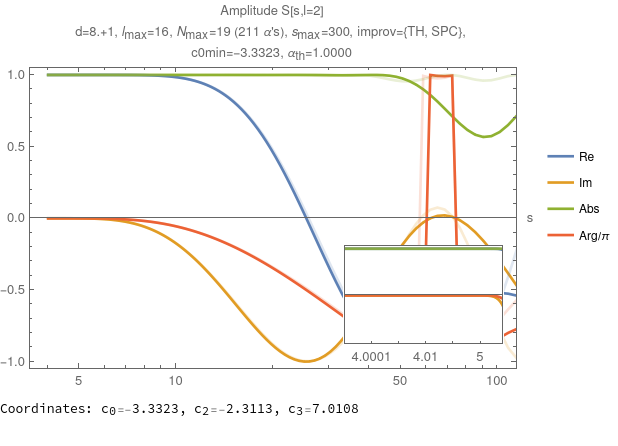 Amplitude S[s,l=2]
d=8.+1, lmax=16, Nmax=19 (211 α's), smax=300, improv={TH, SPC},
c0min=−3.3323, αth=1.0000
1.0
0.5
0.0
−0.5
−1.0
5
10
50
100
s
4.0001
4.01
5
Re
Im
Abs
Arg/π
Coordinates: c0=−3.3323, c2=−2.3113, c3=7.0108